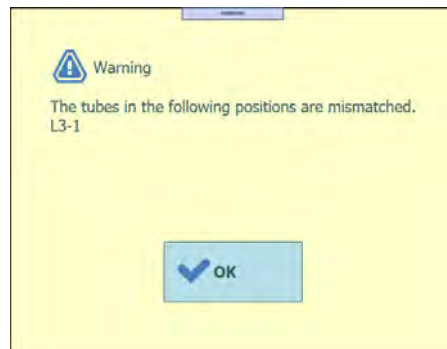 Warning
The tubes in the following positions are mismatched.
L3-1
OK